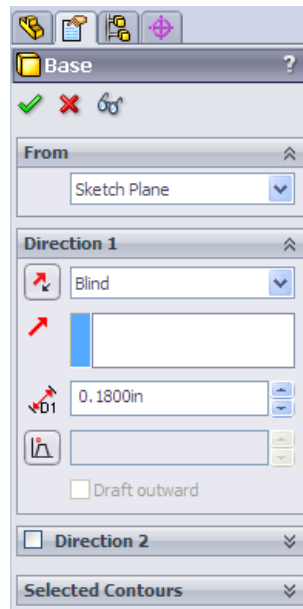 Base ?
From
Sketch Plane
Direction 1
Blind
D1 0.1800in
Draft outward
Direction 2
Selected Contours